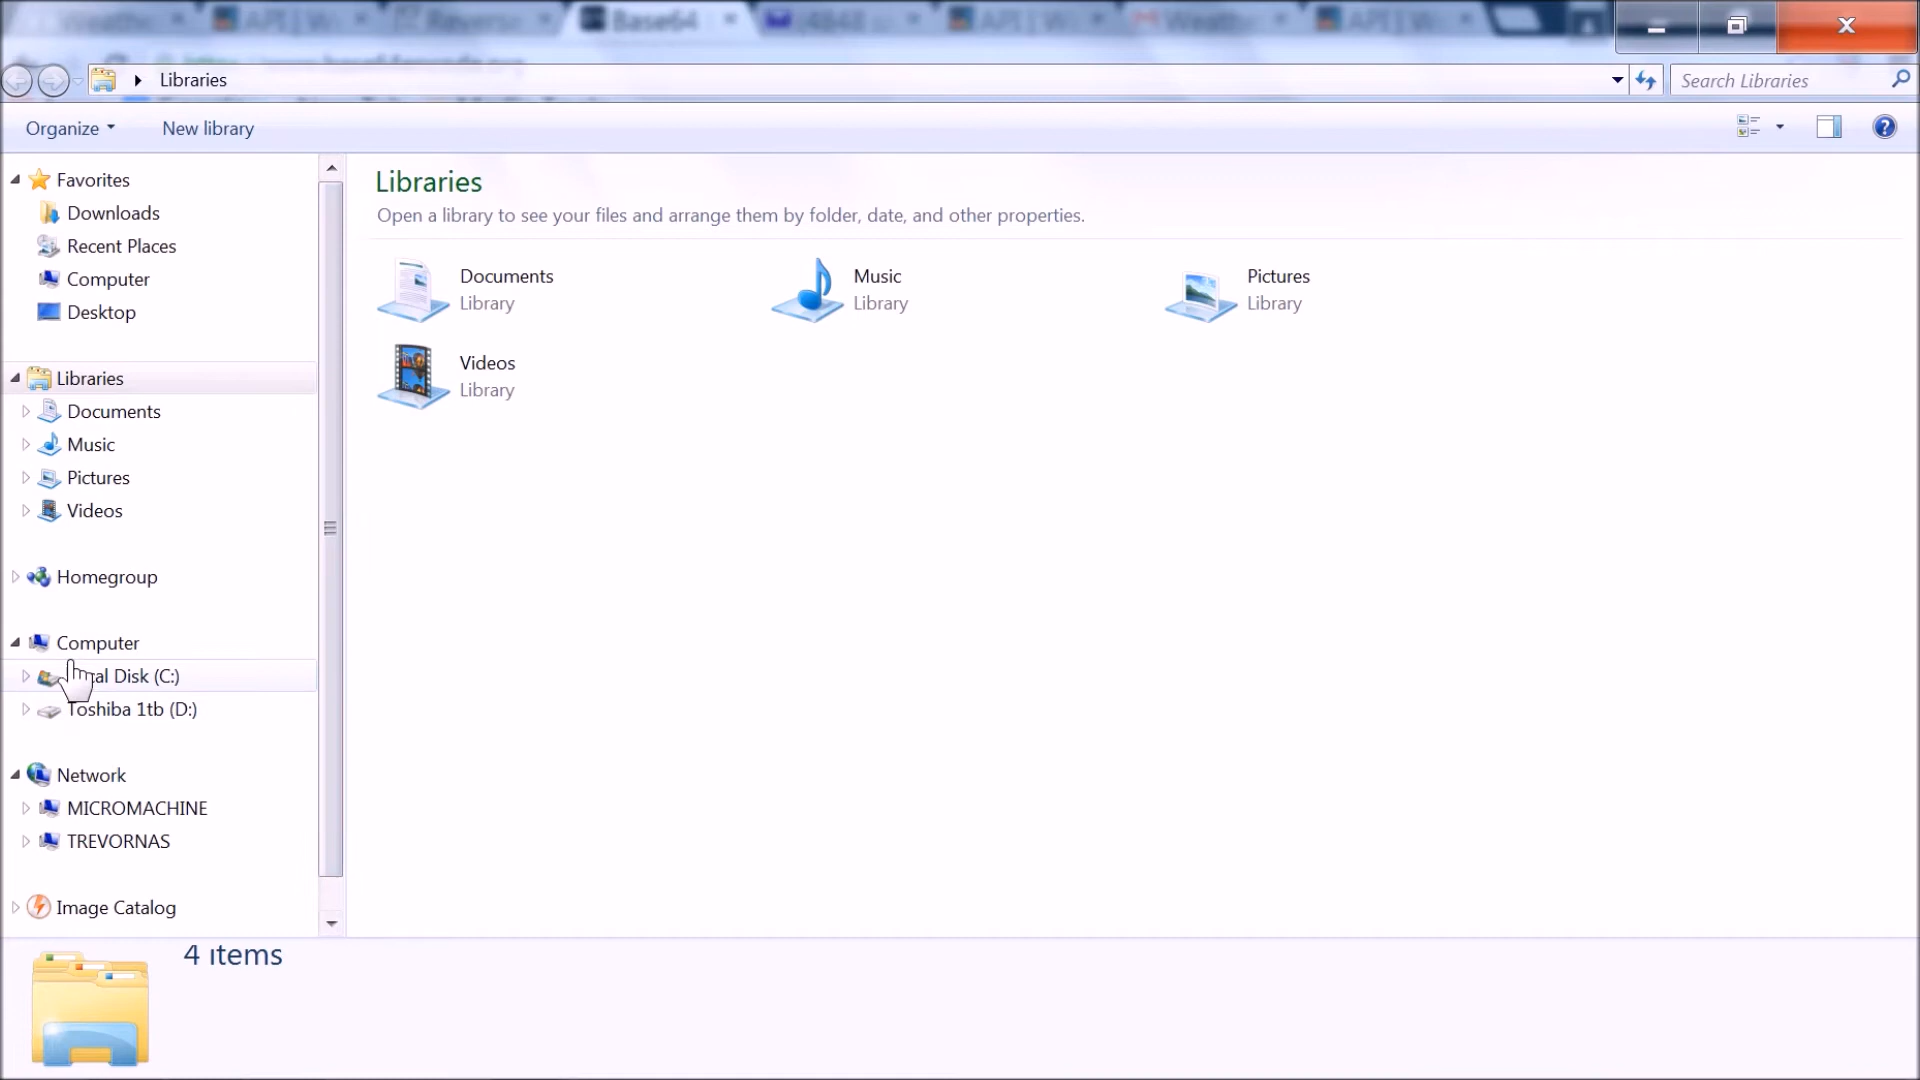 Base64
Libraries
Search Libraries
Organize
New library
Favorites
Downloads
Recent Places
Computer
Desktop
Libraries
Documents
Music
Pictures
Videos
Homegroup
Computer
Disk (C:)
Toshiba 1tb (D:)
Network
MICROMACHINE
TREVORNAS
Image Catalog
Libraries
Open a library to see your files and arrange them by folder, date, and other properties.
Documents
Library
Music
Library
Pictures
Library
Videos
Library
4 items